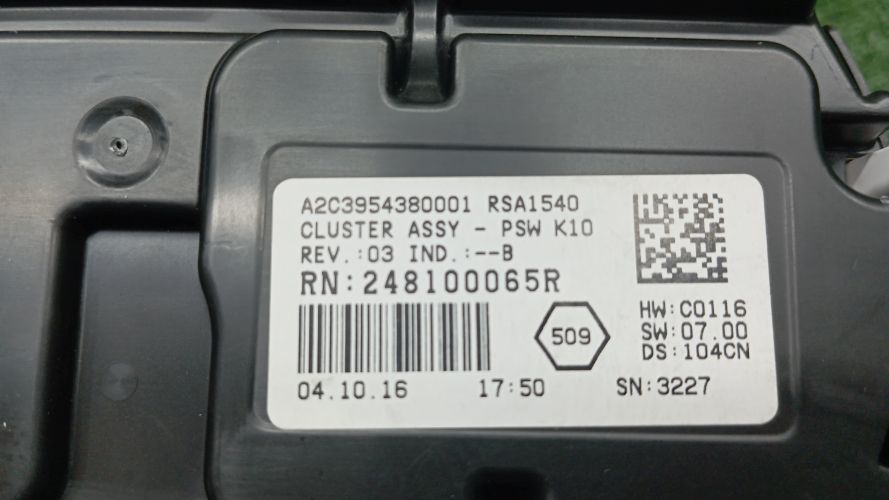 A2C3954380001 RSA1540
CLUSTER ASSY - PSW K10
REV.:03 IND.:--B
RN:248100065R
509
HW:C0116
SW:07.00
DS:104CN
04.10.16 17:50 SN:3227